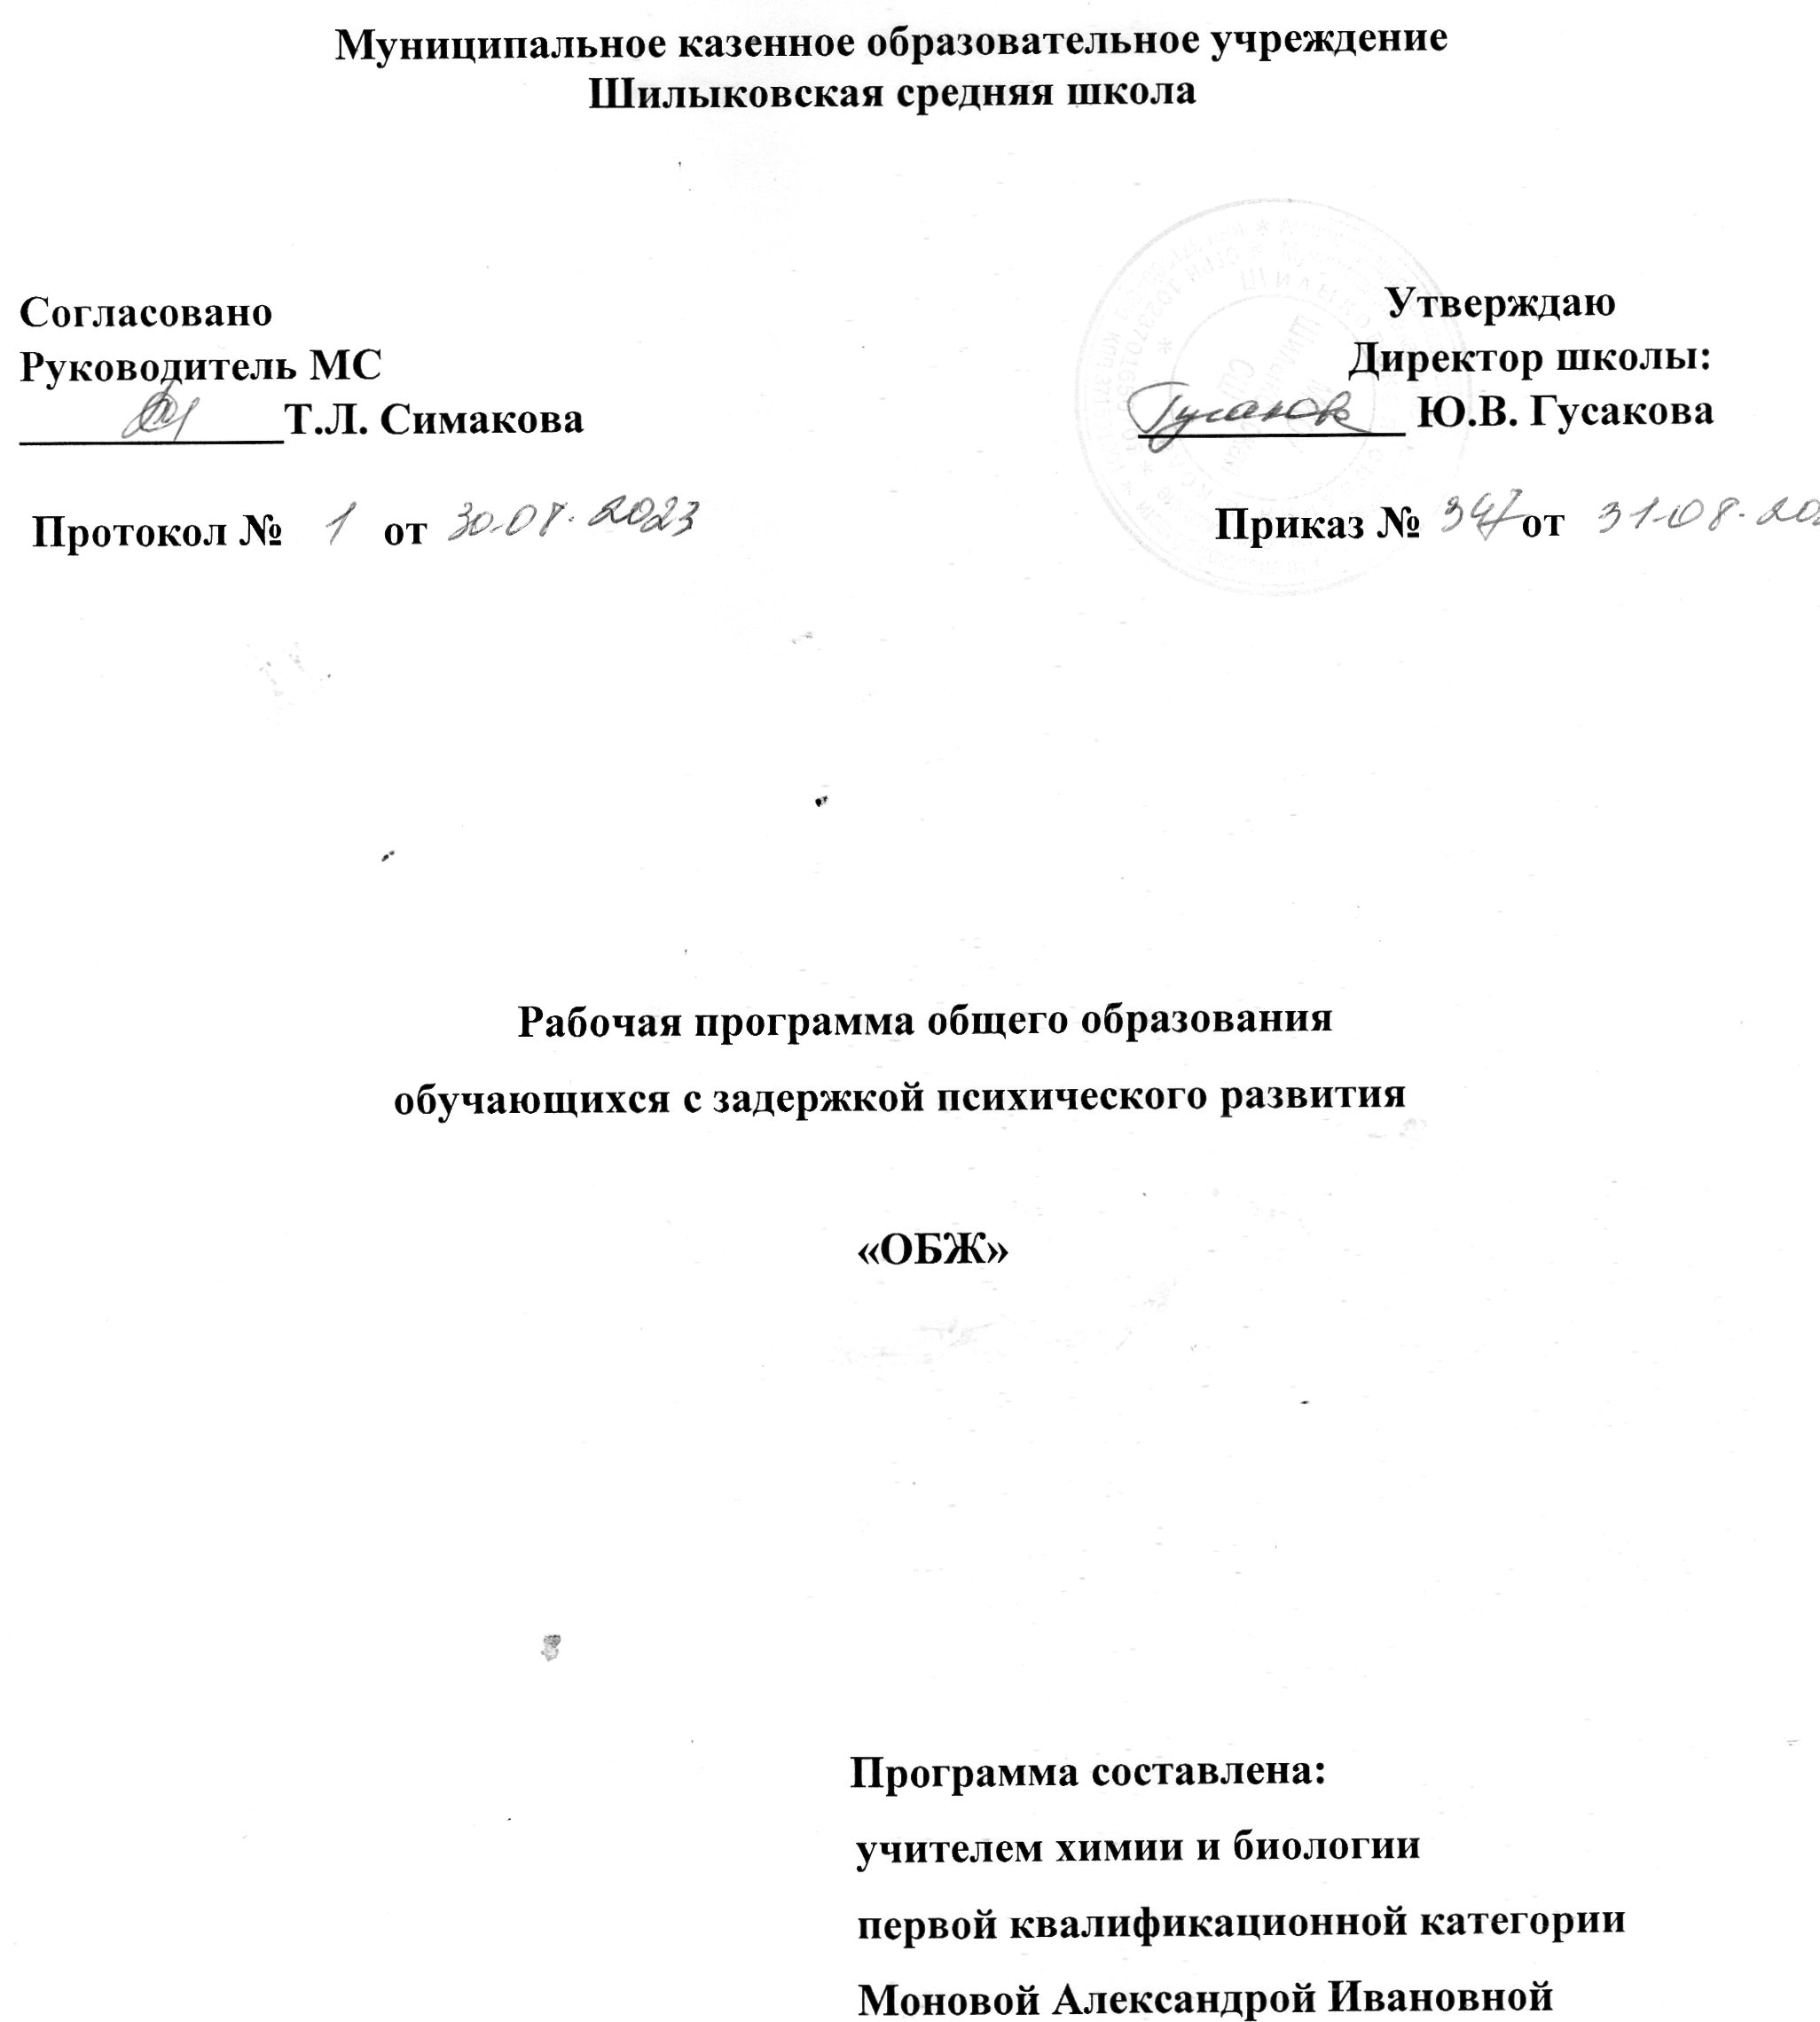 Муниципальное казенное образовательное учреждение
Шилыковская средняя школа
Согласовано
Руководитель МС
Т.Л. Симакова
Протокол № 1 от 30.08.2023
Утверждаю
Директор школы:
Ю.В. Гусакова
Приказ № 347 от 31.08.20
Рабочая программа общего образования
обучающихся с задержкой психического развития
«ОБЖ»
Программа составлена:
учителем химии и биологии
первой квалификационной категории
Моновой Александрой Ивановной